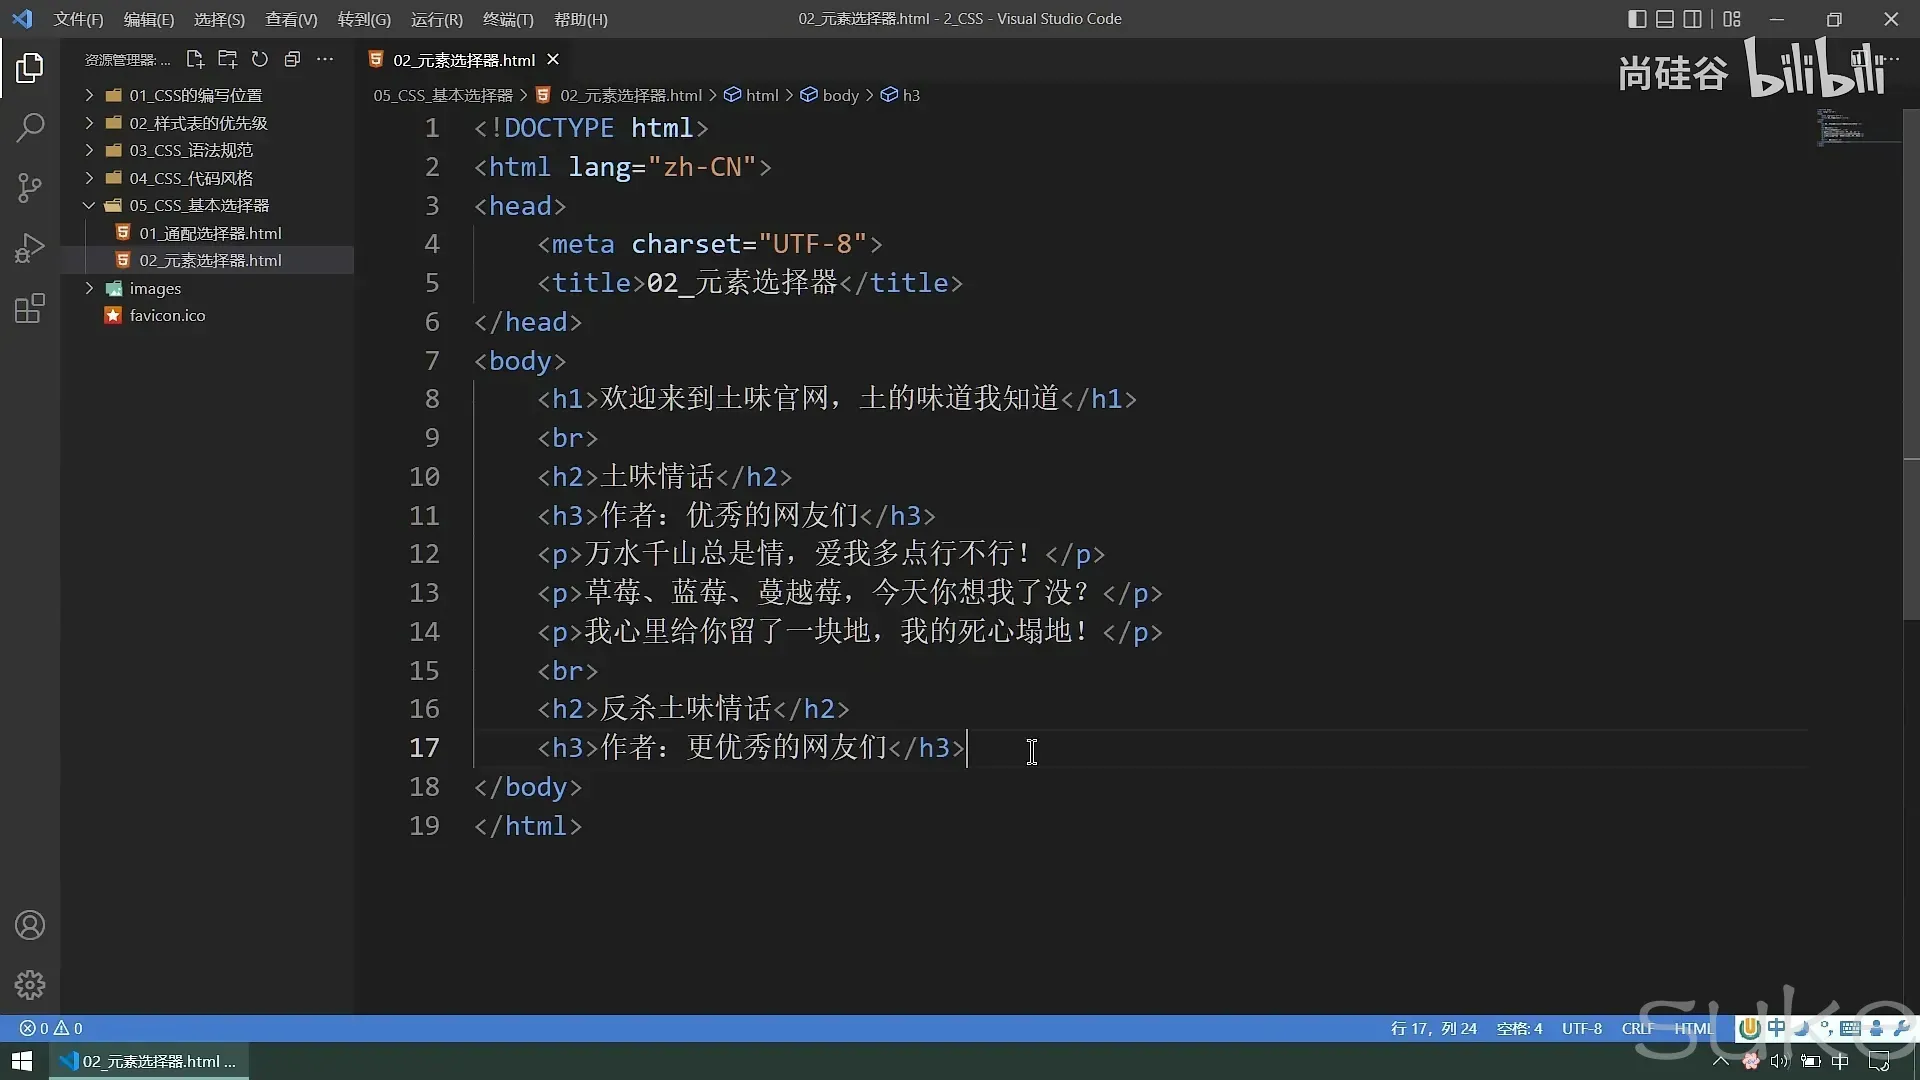 文件(F) 编辑(E) 选择(S) 查看(V) 转到(G) 运行(R) 终端(T) 帮助(H) 02_元素选择器.html - 2_CSS - Visual Studio Code
资源管理器: ...
01_CSS的编写位置
02_样式表的优先级
03_CSS_语法规范
04_CSS_代码风格
05_CSS_基本选择器
01_通配选择器.html
02_元素选择器.html
images
favicon.ico
02_元素选择器.html
尚硅谷 bilibili
05_CSS_基本选择器 > 02_元素选择器.html > html > body > h3
1 <!DOCTYPE html>
2 <html lang="zh-CN">
3 <head>
4 <meta charset="UTF-8">
5 <title>02_元素选择器</title>
6 </head>
7 <body>
8 <h1>欢迎来到土味官网，土的味道我知道</h1>
9 <br>
10 <h2>土味情话</h2>
11 <h3>作者：优秀的网友们</h3>
12 <p>万水千山总是情，爱我多点行不行！</p>
13 <p>草莓、蓝莓、蔓越莓，今天你想我了没？</p>
14 <p>我心里给你留了一块地，我的死心塌地！</p>
15 <br>
16 <h2>反杀土味情话</h2>
17 <h3>作者：更优秀的网友们</h3>
18 </body>
19 </html>
0 0 行 17，列 24 空格: 4 UTF-8 CRLF HTML 中
suke
02_元素选择器.html ... 中